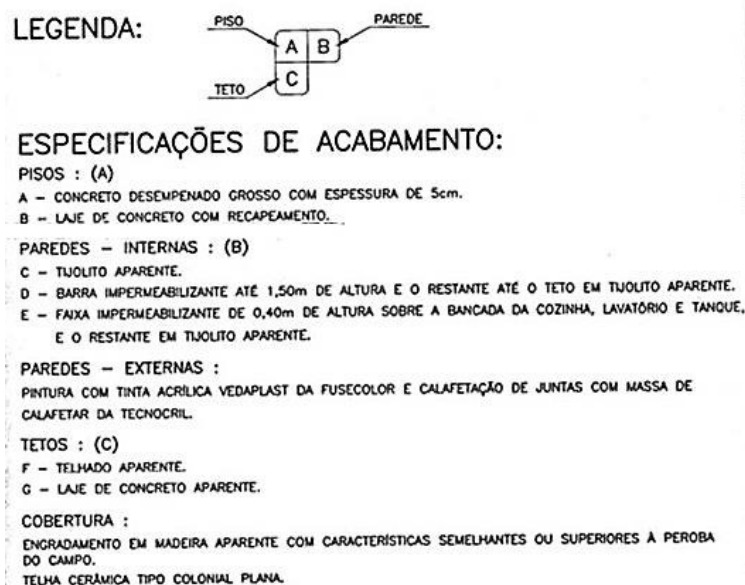 LEGENDA:
PISO
PAREDE
A B
C
TETO
ESPECIFICAÇÕES DE ACABAMENTO:
PISOS : (A)
A – CONCRETO DESEMPENADO GROSSO COM ESPESSURA DE 5cm.
B – LAJE DE CONCRETO COM RECAPEAMENTO.
PAREDES – INTERNAS : (B)
C – TIJOLITO APARENTE.
D – BARRA IMPERMEABILIZANTE ATÉ 1,50m DE ALTURA E O RESTANTE ATÉ O TETO EM TIJOLITO APARENTE.
E – FAIXA IMPERMEABILIZANTE DE 0,40m DE ALTURA SOBRE A BANCADA DA COZINHA, LAVATÓRIO E TANQUE,
E O RESTANTE EM TIJOLITO APARENTE.
PAREDES – EXTERNAS :
PINTURA COM TINTA ACRÍLICA VEDAPLAST DA FUSECOLOR E CALAFETAÇÃO DE JUNTAS COM MASSA DE
CALAFETAR DA TECNOCRIL.
TETOS : (C)
F – TELHADO APARENTE.
G – LAJE DE CONCRETO APARENTE.
COBERTURA :
ENGRADAMENTO EM MADEIRA APARENTE COM CARACTERÍSTICAS SEMELHANTES OU SUPERIORES À PEROBA
DO CAMPO.
TELHA CERÂMICA TIPO COLONIAL PLANA.